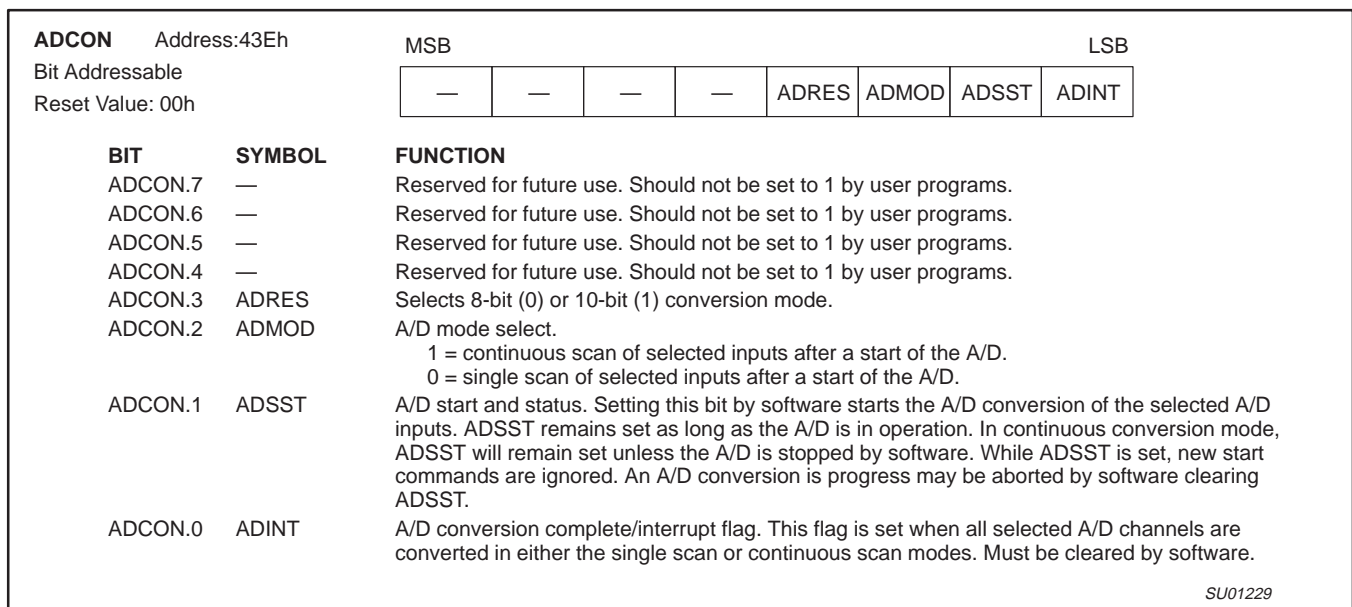 ADCON Address:43Eh
Bit Addressable
Reset Value: 00h
MSB LSB
— — — — ADRES ADMOD ADSST ADINT
BIT SYMBOL FUNCTION
ADCON.7 — Reserved for future use. Should not be set to 1 by user programs.
ADCON.6 — Reserved for future use. Should not be set to 1 by user programs.
ADCON.5 — Reserved for future use. Should not be set to 1 by user programs.
ADCON.4 — Reserved for future use. Should not be set to 1 by user programs.
ADCON.3 ADRES Selects 8-bit (0) or 10-bit (1) conversion mode.
ADCON.2 ADMOD A/D mode select.
1 = continuous scan of selected inputs after a start of the A/D.
0 = single scan of selected inputs after a start of the A/D.
ADCON.1 ADSST A/D start and status. Setting this bit by software starts the A/D conversion of the selected A/D
inputs. ADSST remains set as long as the A/D is in operation. In continuous conversion mode,
ADSST will remain set unless the A/D is stopped by software. While ADSST is set, new start
commands are ignored. An A/D conversion is progress may be aborted by software clearing
ADSST.
ADCON.0 ADINT A/D conversion complete/interrupt flag. This flag is set when all selected A/D channels are
converted in either the single scan or continuous scan modes. Must be cleared by software.
SU01229